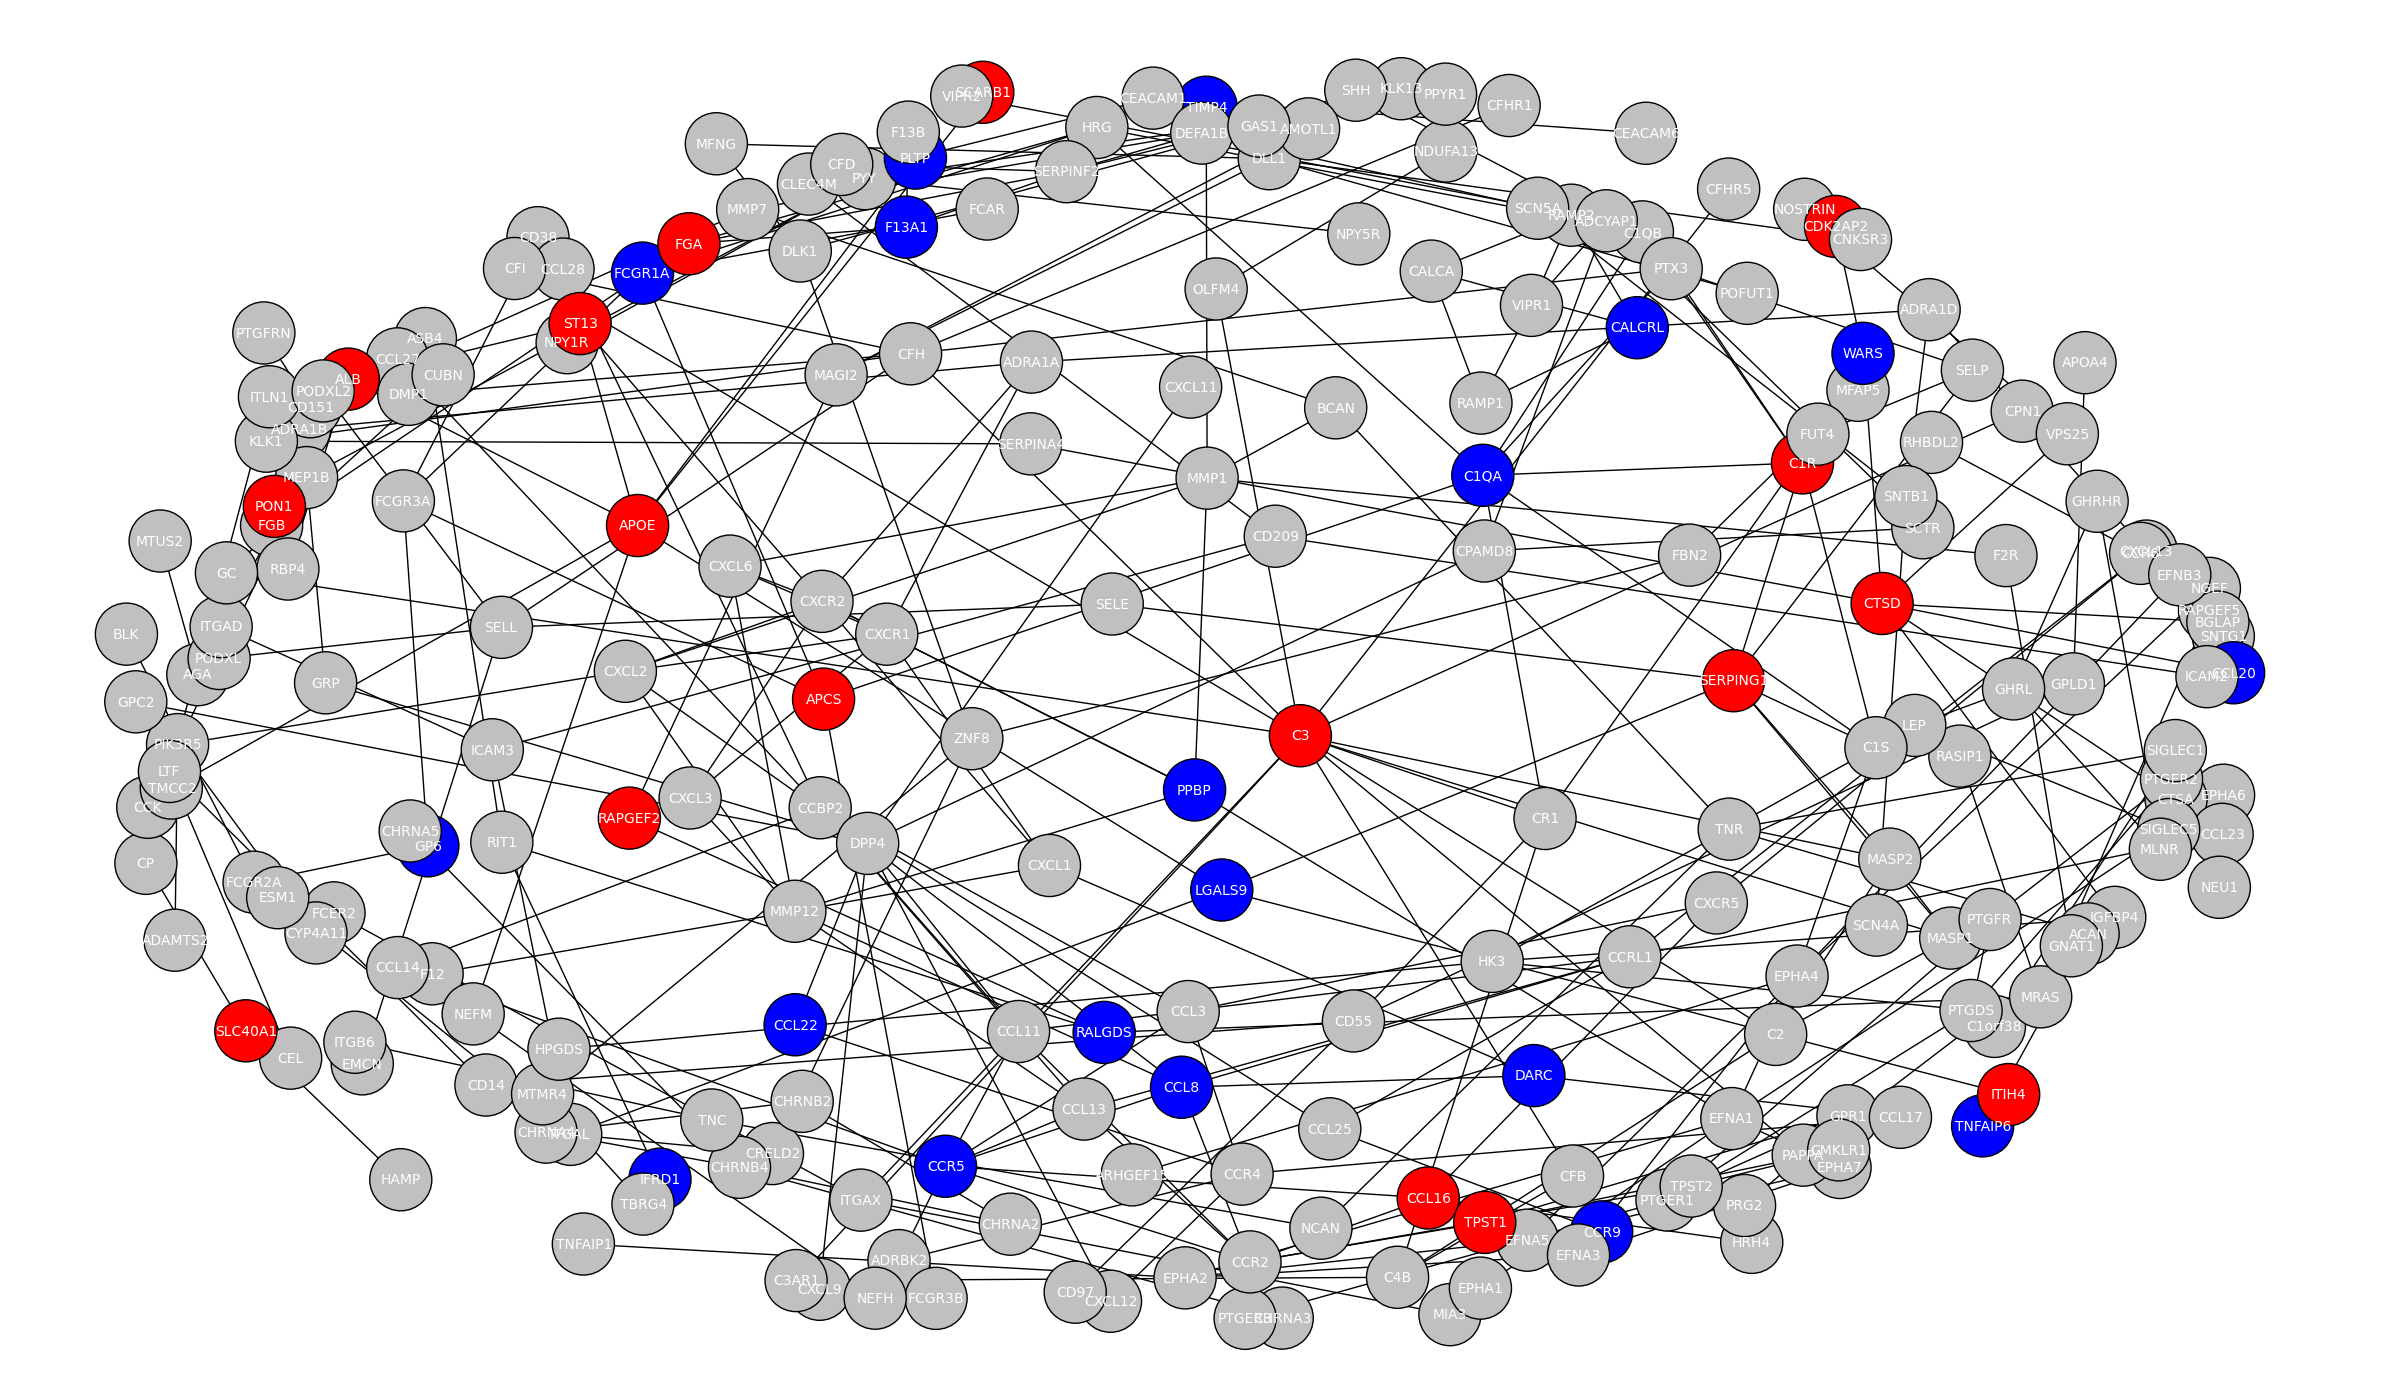 VIPR2
SCARB1
CEACAM1
TIMP4
SHH
KLK13
PPYR1
CFHR1
MFNG
F13B
PLTP
HRG
DEFA1B
GAS1
AMOTL1
DLL1
NDUFA13
CEACAM6
CFD
PYY
CLEC4M
SERPINF2
CFHR5
MMP7
FCAR
F13A1
SCN5A
RAMP2
ADCYAP1
C1QB
NOSTRIN
CDK2AP2
CNKSR3
CD38
CFI
CCL28
FCGR1A
FGA
DLK1
NPY5R
OLFM4
CALCA
VIPR1
PTX3
POFUT1
ADRA1D
PTGFRN
ASB4
CCL27
ST13
NPY1R
CALCRL
WARS
CFH
ADRA1A
MAGI2
ITLN1
PODXL2
ALB
CD151
DMP1
CUBN
CXCL11
BCAN
RAMP1
MFAP5
SELP
APOA4
ADRA1B
KLK1
SERPINA4
FUT4
C1R
RHBDL2
CPN1
VPS25
MEP1B
PON1
FGB
FCGR3A
APOE
MMP1
C1QA
SNTB1
SCTR
GHRHR
MTUS2
GC
RBP4
CXCL6
CD209
CPAMD8
FBN2
F2R
CXCL13
EFNB3
NGEF
BLK
ITGAD
SELL
CXCR2
CXCR1
SELE
CTSD
RAPGEF5
BGLAP
SNTG1
PODXL
AGA
GRP
CXCL2
APCS
SERPING1
GHRL
GPLD1
ICAM2
CCL20
GPC2
PIK3R5
LTF
TMCC2
CCK
ICAM3
ZNF8
C3
LEP
C1S
RASIP1
SIGLEC1
PTGER2
CTSA
EPHA6
CXCL3
RAPGEF2
CCBP2
PPBP
CR1
TNR
SIGLEC5
CCL23
MLNR
CHRNA5
GP6
RIT1
DPP4
CXCL1
MASP2
CP
FCGR2A
ESM1
FCER2
CYP4A11
MMP12
LGALS9
CXCR5
SCN4A
PTGFR
MASP1
NEU1
IGFBP4
ACAN
GNAT1
ADAMTS2
CCL14
F12
HK3
CCRL1
EPHA4
MRAS
SLC40A1
CEL
ITGB6
EMCN
NEFM
HPGDS
CCL22
CCL11
RALGDS
CCL3
CD55
C2
PTGDS
C1orf38
CD14
MTMR4
CHRNA4
ITGAL
TNC
CHRNB2
CCL13
CCL8
DARC
EFNA1
GPR1
CCL17
ITIH4
TNFAIP6
HAMP
IFRD1
TBRG4
CHRNB4
CRELD2
CCR5
CCL25
CCR4
CFB
CMKLR1
PAPPA
EPHA7
ITGAX
CHRNA2
NCAN
CCL16
TPST1
TPST2
PTGER1
PRG2
HRH4
TNFAIP1
ADRBK2
EFNA5
CCR9
EFNA3
C3AR1
CXCL9
NEFH
FCGR3B
CD97
CXCL12
EPHA2
CCR2
C4B
EPHA1
MIA3